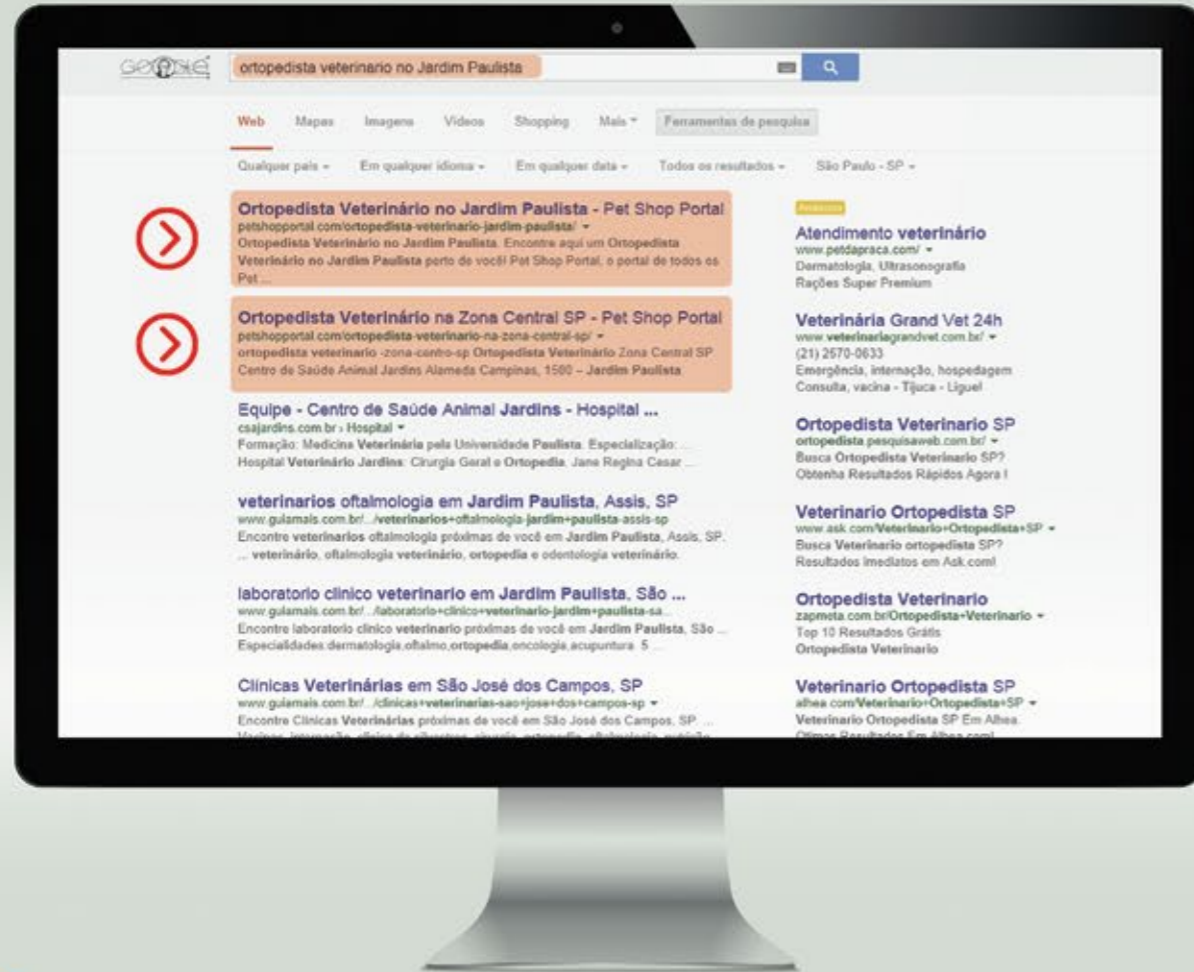 Google
ortopedista veterinario no Jardim Paulista
Web Mapas Imagens Vídeos Shopping Mais Ferramentas de pesquisa
Qualquer país Em qualquer idioma Em qualquer data Todos os resultados São Paulo - SP
Ortopedista Veterinário no Jardim Paulista - Pet Shop Portal
petshopportal.com/ortopedista-veterinario-jardim-paulista/
Ortopedista Veterinário no Jardim Paulista. Encontre aqui um Ortopedista
Veterinário no Jardim Paulista perto de você! Pet Shop Portal, o portal de todos os
Pet ...
Ortopedista Veterinário na Zona Central SP - Pet Shop Portal
petshopportal.com/ortopedista-veterinario-na-zona-central-sp/
ortopedista veterinario -zona-centro-sp Ortopedista Veterinário Zona Central SP
Centro de Saúde Animal Jardins Alameda Campinas, 1500 – Jardim Paulista
Equipe - Centro de Saúde Animal Jardins - Hospital ...
csajardins.com.br › Hospital
Formação: Medicina Veterinária pela Universidade Paulista. Especialização: ...
Hospital Veterinário Jardins: Cirurgia Geral e Ortopedia. Jane Regina Cesar ...
veterinarios oftalmologia em Jardim Paulista, Assis, SP
www.guiamais.com.br/.../veterinarios+oftalmologia-jardim+paulista-assis-sp
Encontre veterinarios oftalmologia próximas de você em Jardim Paulista, Assis, SP.
... veterinário, oftalmologia veterinário, ortopedia e odentologia veterinário.
laboratorio clinico veterinario em Jardim Paulista, São ...
www.guiamais.com.br/.../laboratorio+clinico+veterinario-jardim+paulista-sa...
Encontre laboratorio clinico veterinario próximas de você em Jardim Paulista, São ...
Especialidades:dermatologia,oftalmo,ortopedia,oncologia,acupuntura. 5 ...
Clínicas Veterinárias em São José dos Campos, SP
www.guiamais.com.br/.../clinicas+veterinarias-sao+jose+dos+campos-sp
Encontre Clínicas Veterinárias próximas de você em São José dos Campos, SP. ...
Anúncios
Atendimento veterinário
www.petdapraca.com/
Dermatologia, Ultrasonografia
Rações Super Premium
Veterinária Grand Vet 24h
www.veterinariagrandvet.com.br/
(21) 2570-0633
Emergência, internação, hospedagem
Consulta, vacina - Tijuca - Ligue!
Ortopedista Veterinario SP
ortopedista.pesquisaweb.com.br/
Busca Ortopedista Veterinario SP?
Obtenha Resultados Rápidos Agora !
Veterinario Ortopedista SP
www.ask.com/Veterinario+Ortopedista+SP
Busca Veterinario ortopedista SP?
Resultados imediatos em Ask.com!
Ortopedista Veterinario
zapmeta.com.br/Ortopedista+Veterinario
Top 10 Resultados Grátis
Ortopedista Veterinario
Veterinario Ortopedista SP
alhea.com/Veterinario+Ortopedista+SP
Veterinario Ortopedista SP Em Alhea.
Otimos Resultados Em Alhea.com!